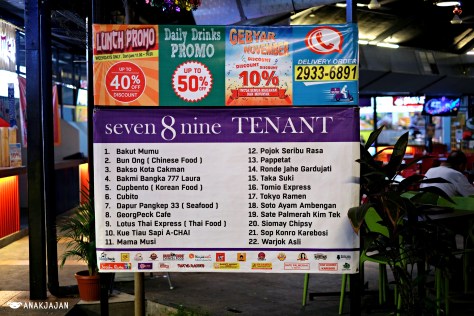 LUNCH PROMO
UP TO
40%
DISCOUNT
Daily Drinks
PROMO
UP TO
50%
OFF
GEBYAR
NOVEMBER
DISCOUNT
DISCOUNT
DISCOUNT
10%
DELIVERY ORDER
2933-6891
seven 8 nine TENANT
1. Bakut Mumu
2. Bun Ong ( Chinese Food )
3. Bakso Kota Cakman
4. Bakmi Bangka 777 Laura
5. Cupbento ( Korean Food )
6. Cubito
7. Dapur Pangkep 33 ( Seafood )
8. GeorgPeck Cafe
9. Lotus Thai Express ( Thai Food )
10. Kue Tiau Sapi A-CHAI
11. Mama Musi
12. Pojok Seribu Rasa
13. Pappetat
14. Ronde Jahe Gardujati
15. Taka Suki
16. Tomio Express
17. Tokyo Ramen
18. Soto Ayam Ambengan
19. Sate Palmerah Kim Tek
20. Siomay Chipsy
21. Sop Konro Karebosi
22. Warjok Asli
ANAKJAJAN